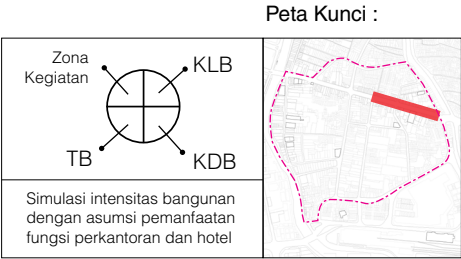 Peta Kunci :
Zona
Kegiatan
KLB
TB
KDB
Simulasi intensitas bangunan
dengan asumsi pemanfaatan
fungsi perkantoran dan hotel